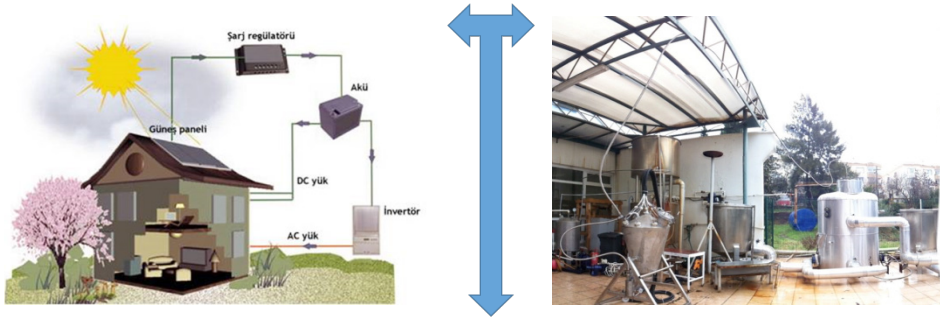 Şarj regülatörü
Akü
Güneş paneli
DC yük
İnvertör
AC yük